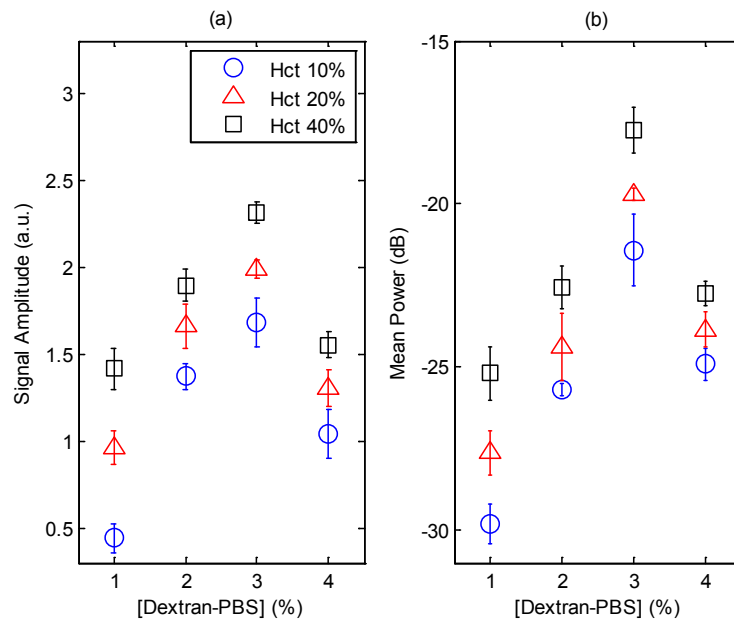 (a)
3
2.5
2
1.5
1
0.5
Signal Amplitude (a.u.)
Hct 10%
Hct 20%
Hct 40%
1 2 3 4
[Dextran-PBS] (%)
(b)
-15
-20
-25
-30
Mean Power (dB)
1 2 3 4
[Dextran-PBS] (%)